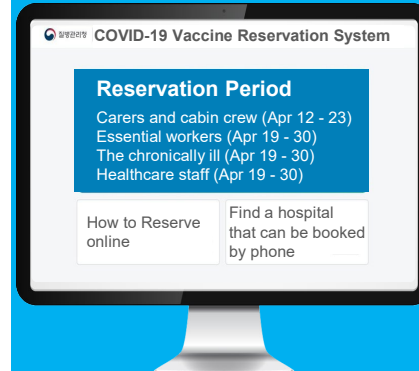 질병관리청 COVID-19 Vaccine Reservation System
Reservation Period
Carers and cabin crew (Apr 12 - 23)
Essential workers (Apr 19 - 30)
The chronically ill (Apr 19 - 30)
Healthcare staff (Apr 19 - 30)
How to Reserve
online
Find a hospital
that can be booked
by phone